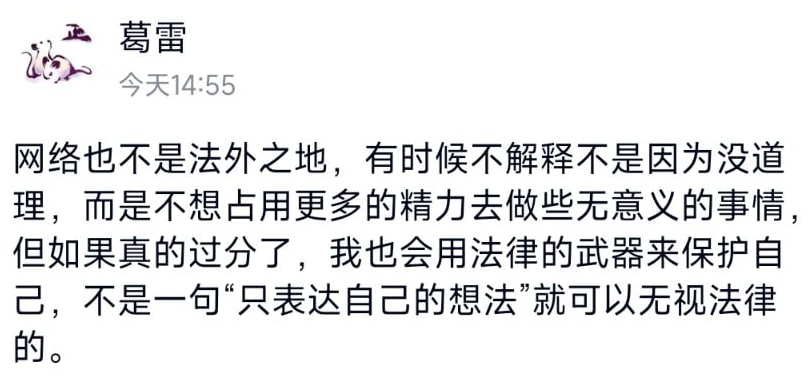 葛雷
今天14:55
网络也不是法外之地，有时候不解释不是因为没道
理，而是不想占用更多的精力去做些无意义的事情，
但如果真的过分了，我也会用法律的武器来保护自
己，不是一句“只表达自己的想法”就可以无视法律
的。